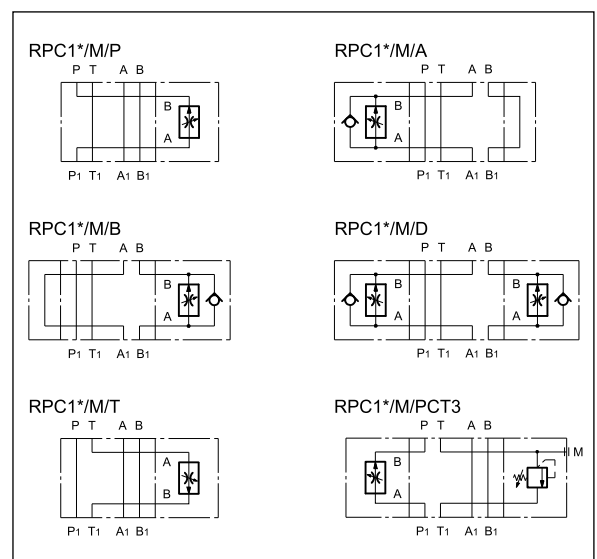 RPC1*/M/P
P T A B
B
A
P1 T1 A1 B1
RPC1*/M/A
P T A B
B
A
P1 T1 A1 B1
RPC1*/M/B
P T A B
B
A
P1 T1 A1 B1
RPC1*/M/D
P T A B
B B
A A
P1 T1 A1 B1
RPC1*/M/T
P T A B
A
B
P1 T1 A1 B1
RPC1*/M/PCT3
P T A B
M
B
A
P1 T1 A1 B1